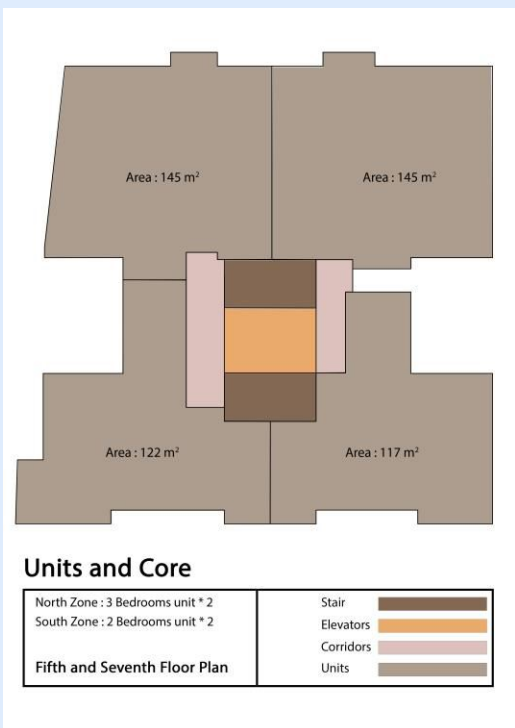 Area : 145 m²
Area : 145 m²
Area : 122 m²
Area : 117 m²
Units and Core
North Zone : 3 Bedrooms unit * 2
South Zone : 2 Bedrooms unit * 2
Fifth and Seventh Floor Plan
Stair
Elevators
Corridors
Units